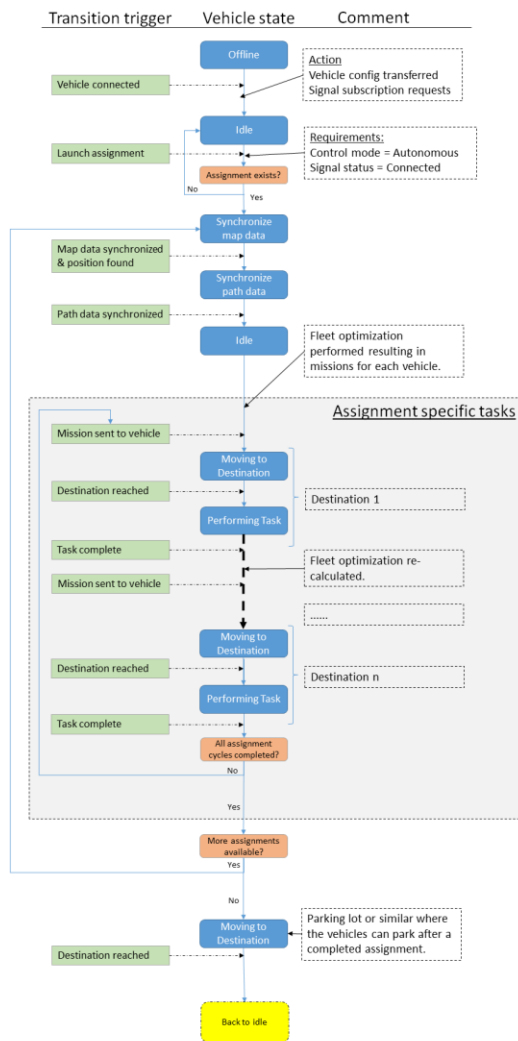 Transition trigger Vehicle state Comment
Offline
Action
Vehicle config transferred
Signal subscription requests
Vehicle connected
Idle
Requirements:
Control mode = Autonomous
Signal status = Connected
Launch assignment
Assignment exists?
No
Yes
Synchronize
map data
Map data synchronized
& position found
Synchronize
path data
Path data synchronized
Idle
Fleet optimization
performed resulting in
missions for each vehicle.
Assignment specific tasks
Mission sent to vehicle
Moving to
Destination
Destination reached
Destination 1
Performing Task
Task complete
Fleet optimization re-
calculated.
Mission sent to vehicle
......
Moving to
Destination
Destination reached
Destination n
Performing Task
Task complete
All assignment
cycles completed?
No
Yes
More assignments
available?
Yes
No
Moving to
Destination
Parking lot or similar where
the vehicles can park after a
completed assignment.
Destination reached
Back to idle